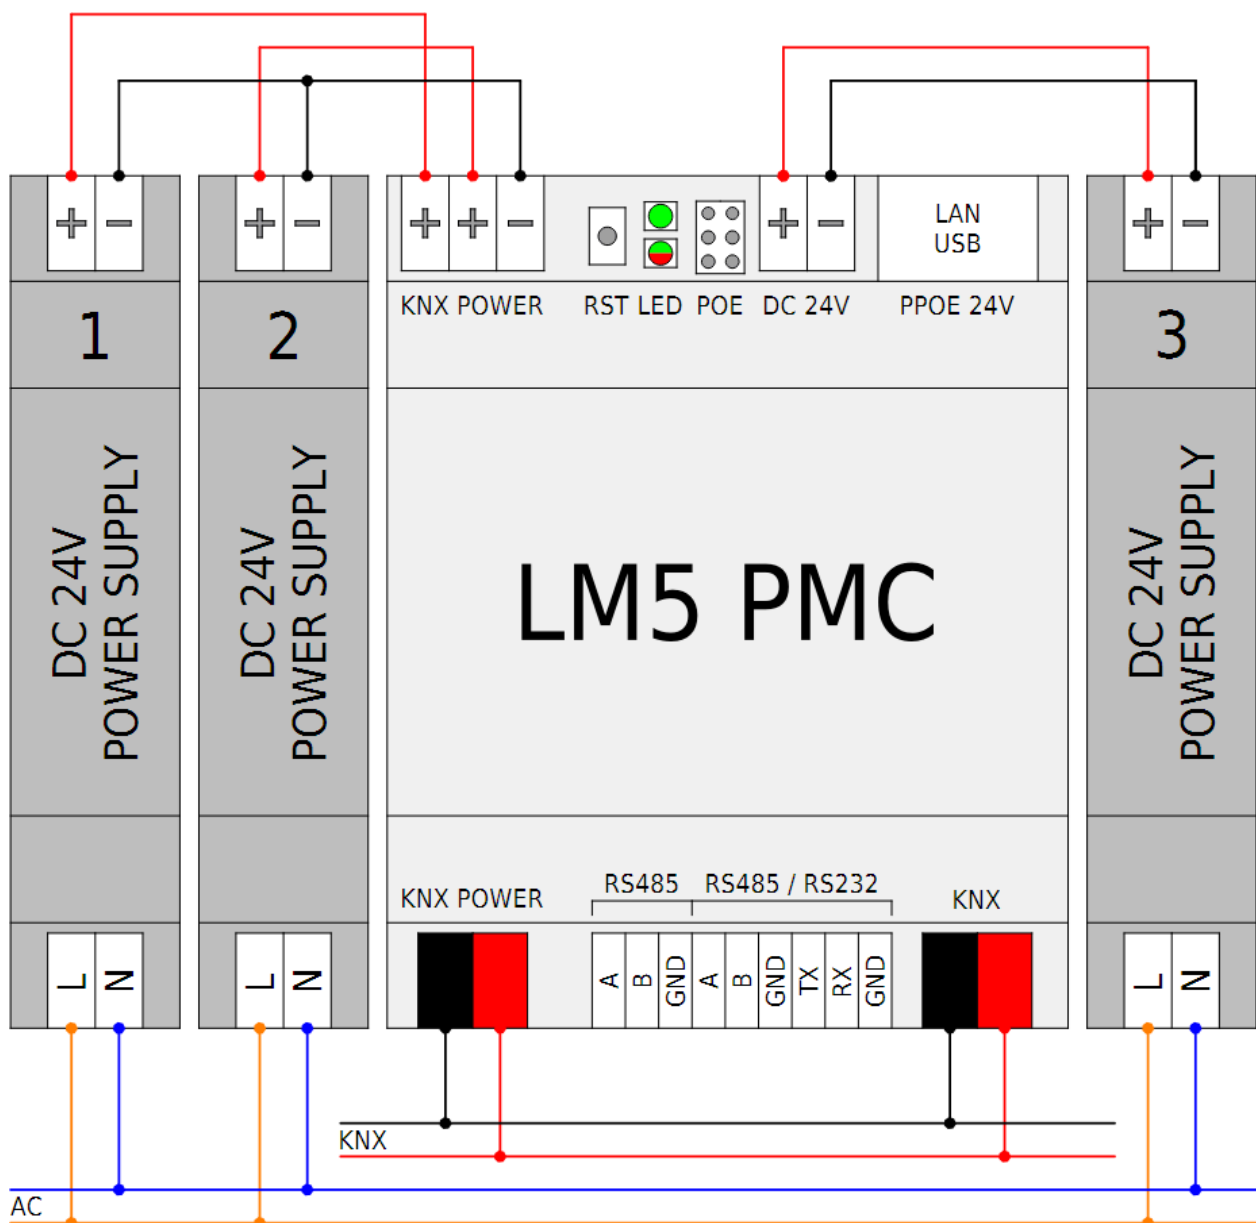 + - + - + + - + - LAN + -
USB
KNX POWER RST LED POE DC 24V PPOE 24V
1 2 3
DC 24V
POWER SUPPLY
DC 24V
POWER SUPPLY
LM5 PMC
DC 24V
POWER SUPPLY
KNX POWER RS485 RS485 / RS232 KNX
L N L N A B GND A B GND TX RX GND L N
KNX
AC